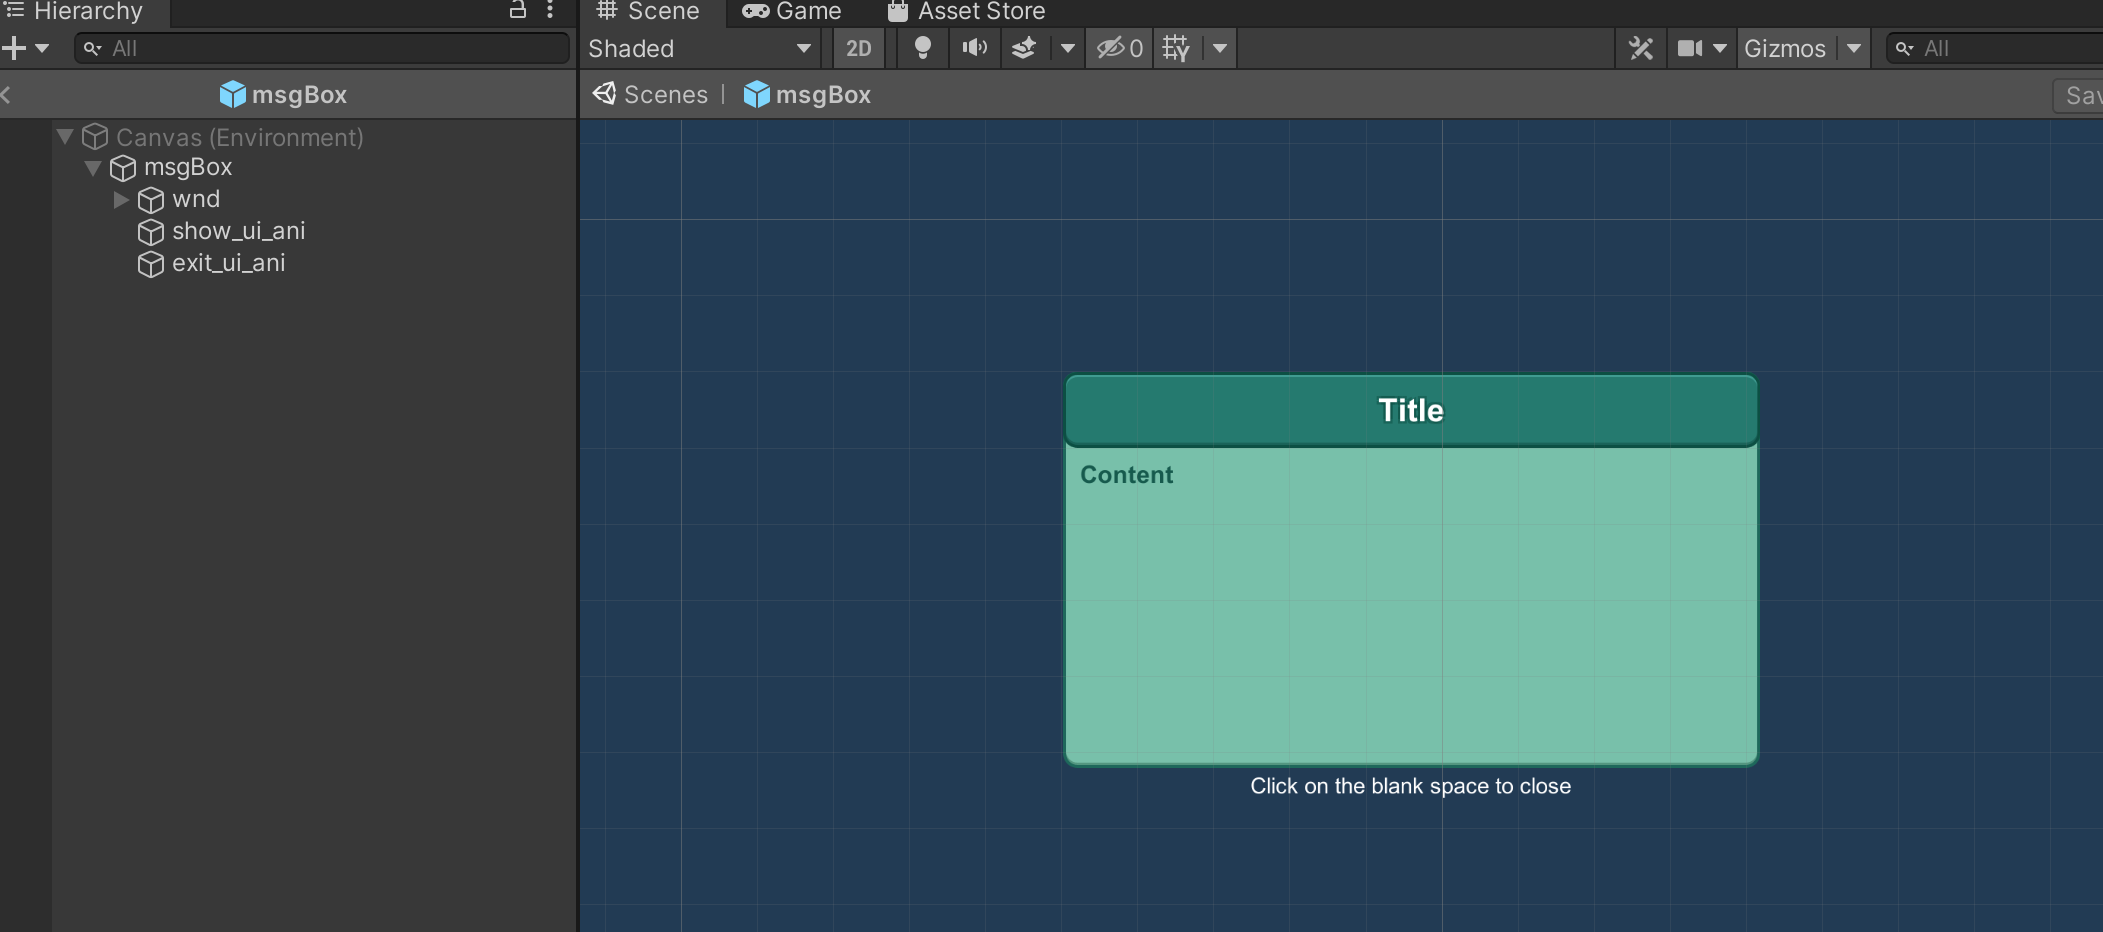 Hierarchy
All
msgBox
Canvas (Environment)
msgBox
wnd
show_ui_ani
exit_ui_ani
Scene Game Asset Store
Shaded 2D 0 Gizmos All
Scenes | msgBox
Title
Content
Click on the blank space to close